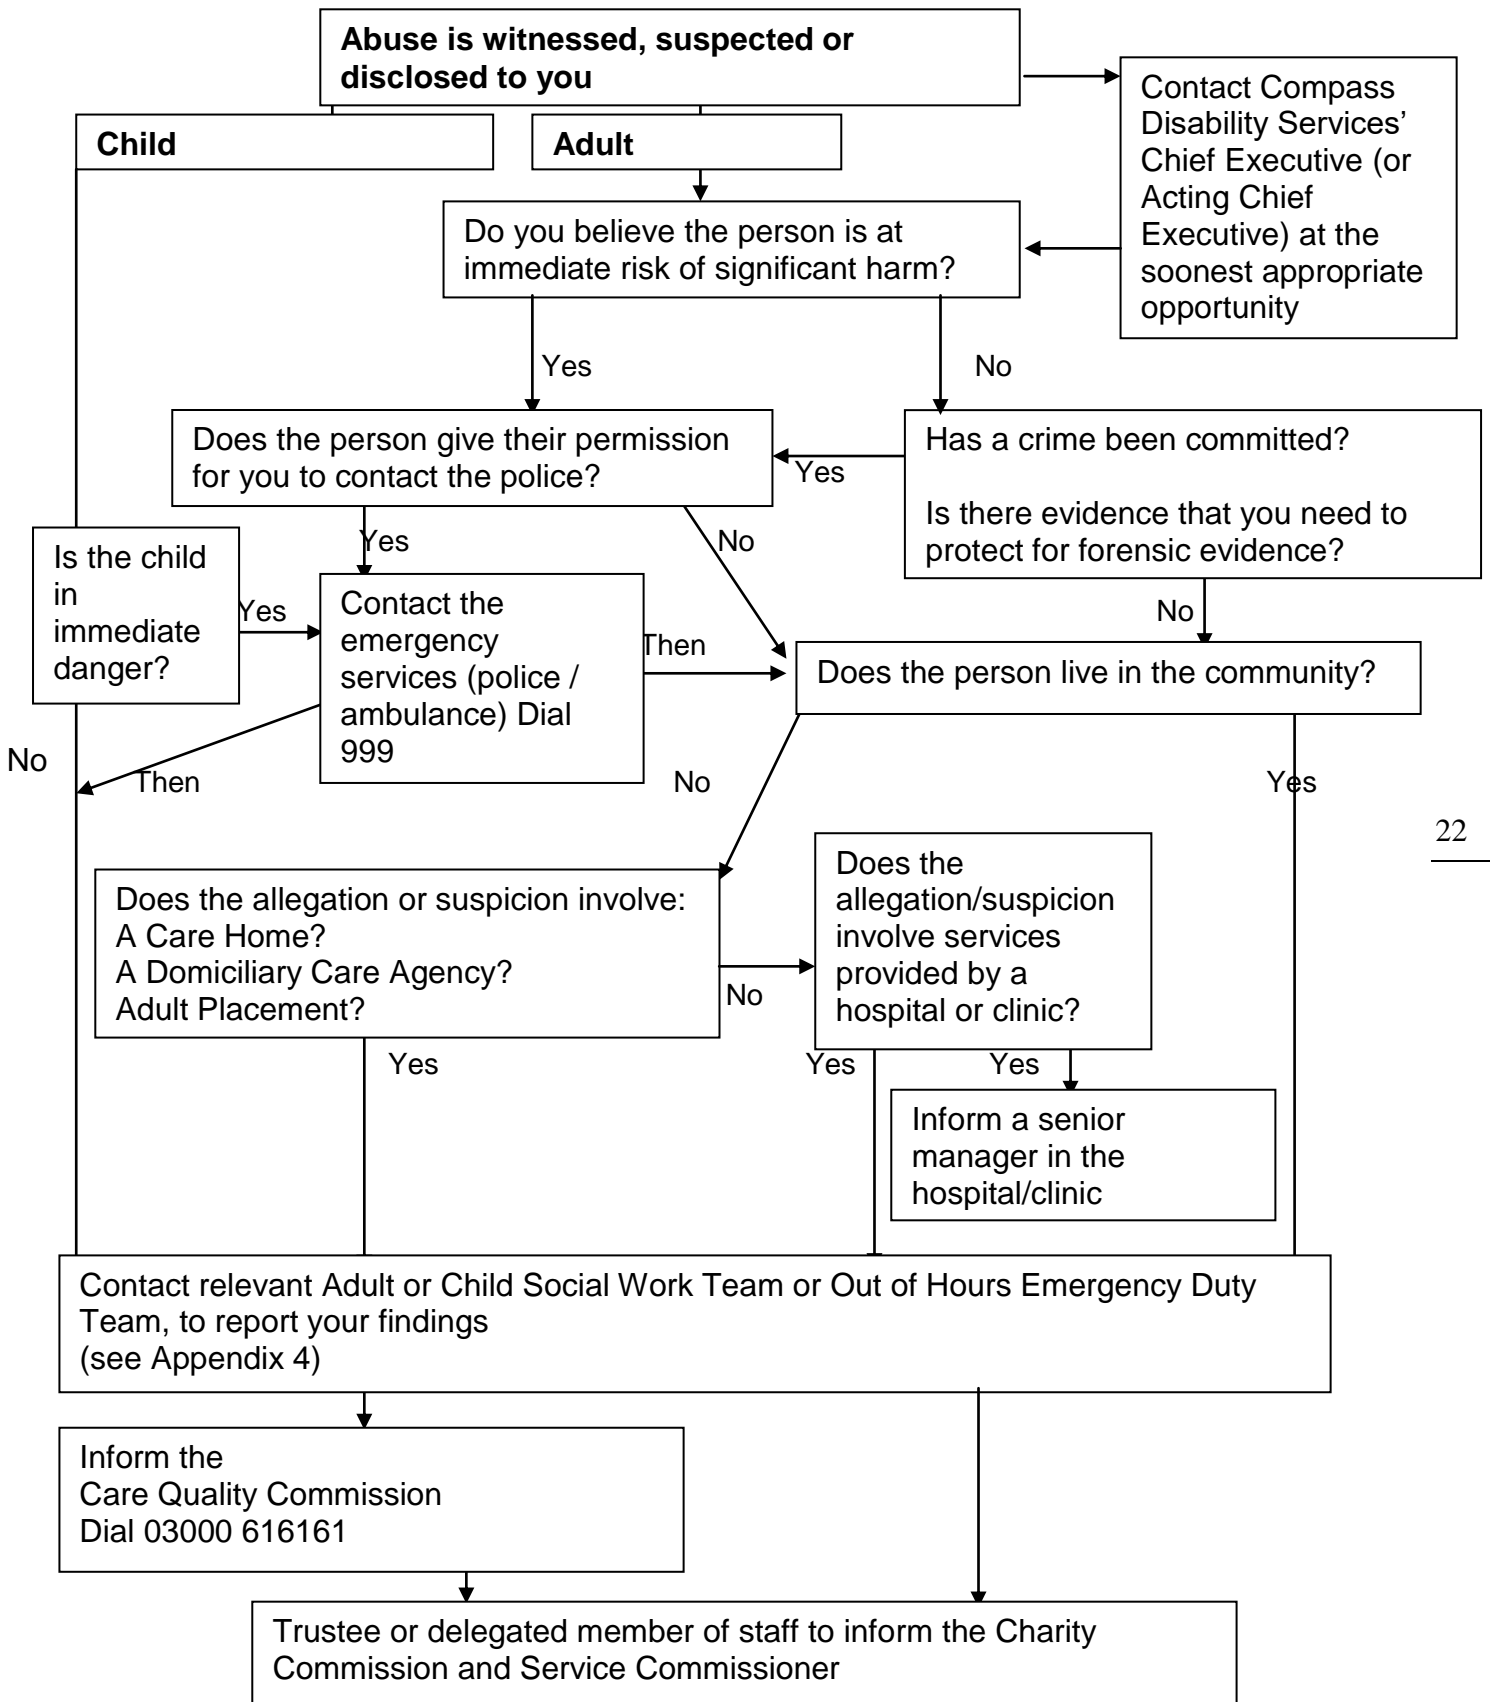 Abuse is witnessed, suspected or
disclosed to you
Contact Compass
Disability Services’
Chief Executive (or
Acting Chief
Executive) at the
soonest appropriate
opportunity
Child
Adult
Do you believe the person is at
immediate risk of significant harm?
Yes
No
Does the person give their permission
for you to contact the police?
Yes
Has a crime been committed?
Is there evidence that you need to
protect for forensic evidence?
Yes
No
No
Is the child
in
immediate
danger?
Yes
No
Contact the
emergency
services (police /
ambulance) Dial
999
Then
Then
Does the person live in the community?
No
Yes
22
Does the allegation or suspicion involve:
A Care Home?
A Domiciliary Care Agency?
Adult Placement?
No
Yes
Does the
allegation/suspicion
involve services
provided by a
hospital or clinic?
Yes
Yes
Inform a senior
manager in the
hospital/clinic
Contact relevant Adult or Child Social Work Team or Out of Hours Emergency Duty
Team, to report your findings
(see Appendix 4)
Inform the
Care Quality Commission
Dial 03000 616161
Trustee or delegated member of staff to inform the Charity
Commission and Service Commissioner